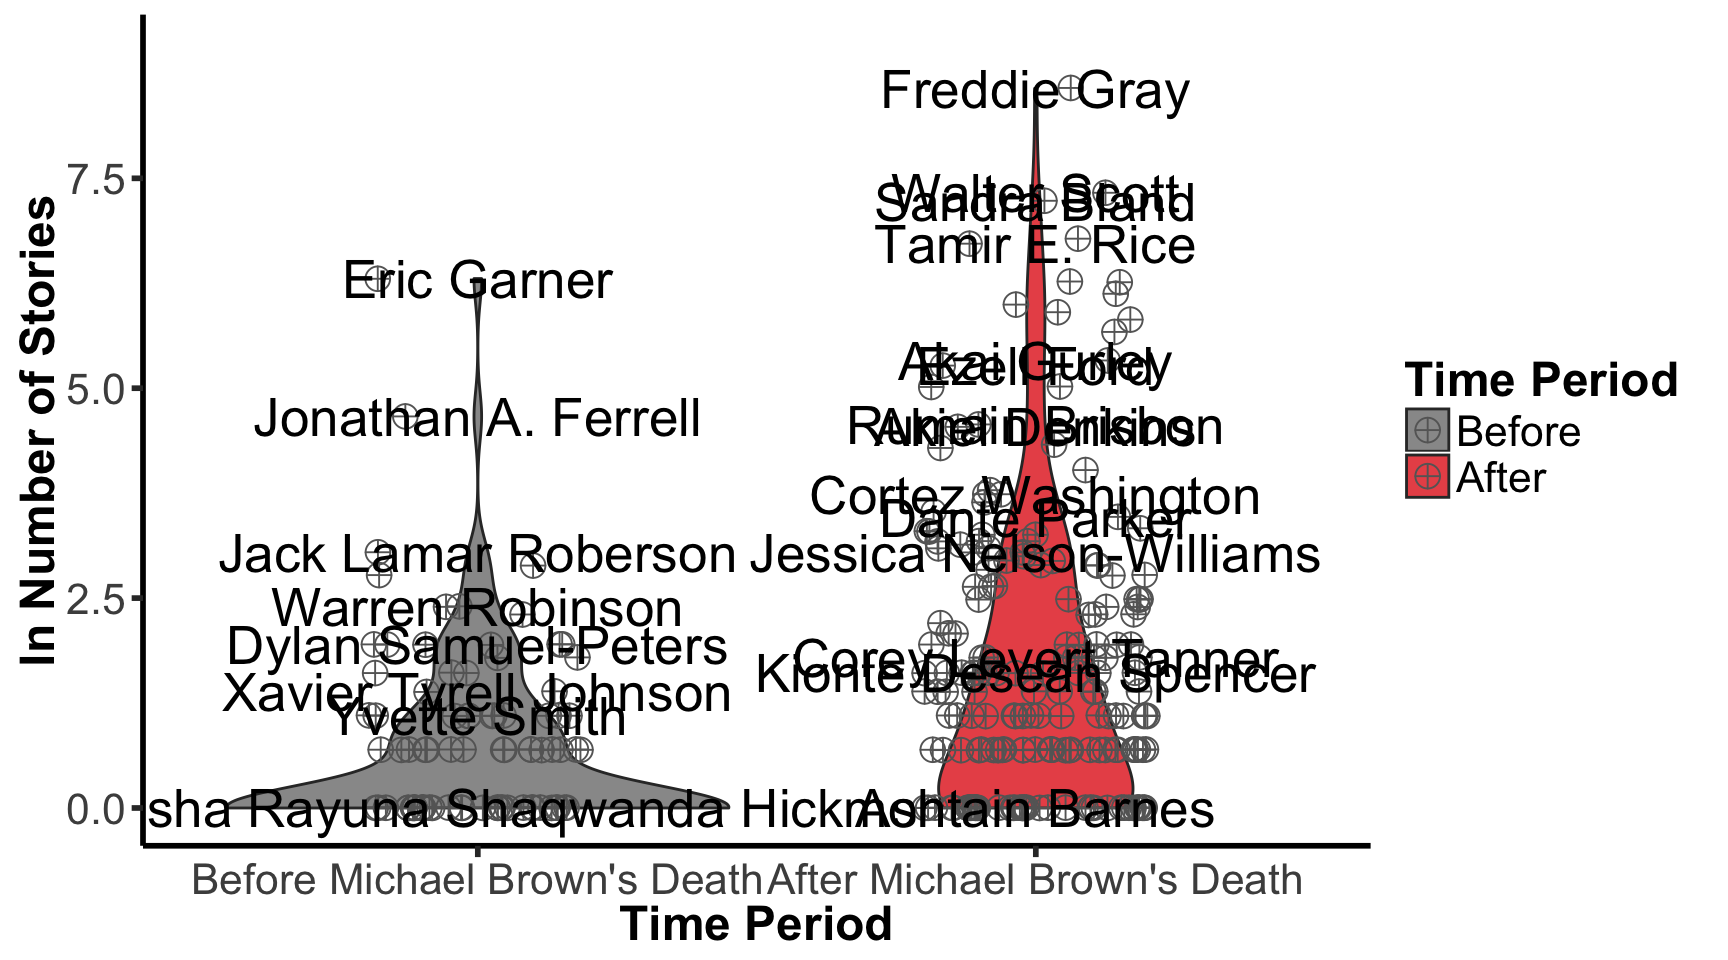 Freddie Gray
7.5
Walter Scott
Sandra Bland
Tamir E. Rice
Eric Garner
Akai Gurley
Ezell Ford
5.0
Jonathan A. Ferrell
Rumain Brisbon
Cortez Washington
Dante Parker
Jack Lamar Roberson
Jessica Nelson-Williams
2.5
Warren Robinson
Dylan Samuel-Peters
Corey Levert Tanner
Kionte Desean Spencer
Xavier Tyrell Johnson
Yvette Smith
0.0
sha Rayuna Shaqwanda Hickm
Ashtain Barnes
Before Michael Brown's Death
After Michael Brown's Death
Time Period
ln Number of Stories
Time Period
Before
After